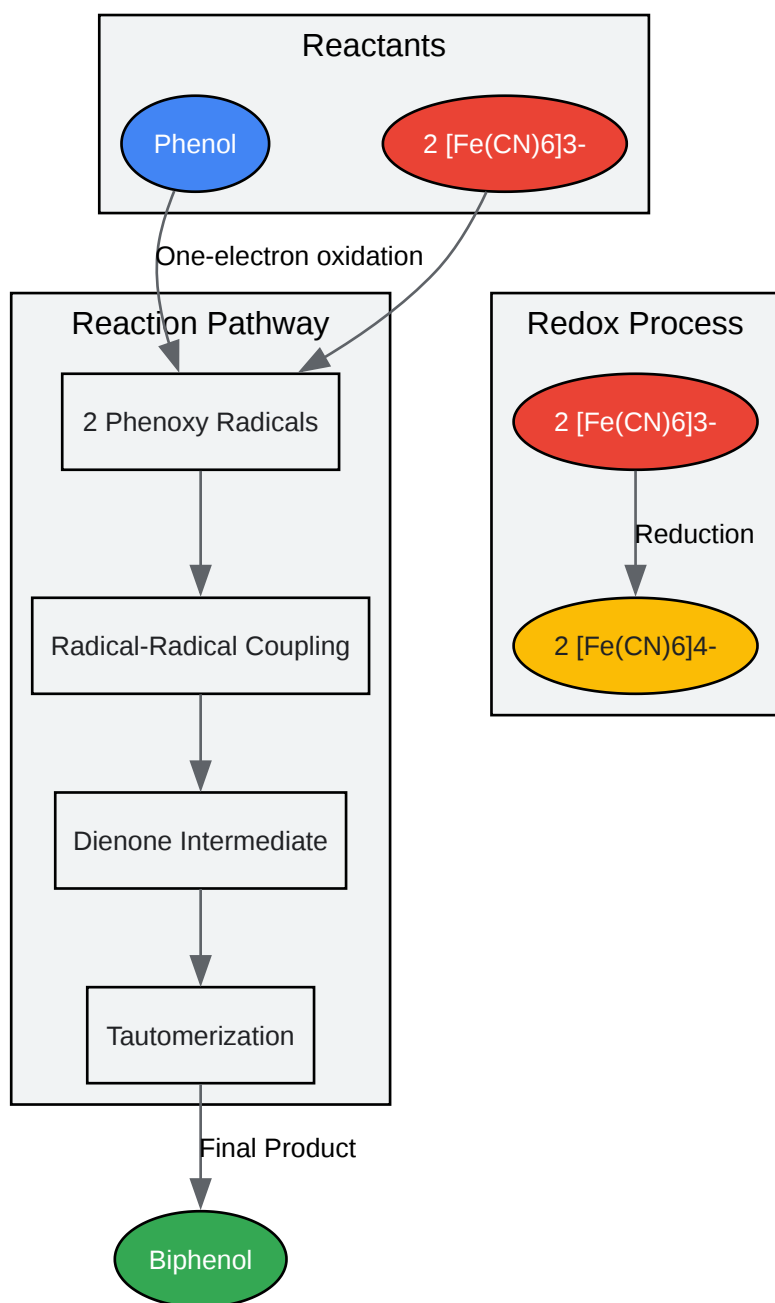 Reactants
Phenol
2 [Fe(CN)6]3-
One-electron oxidation
Reaction Pathway
2 Phenoxy Radicals
Radical-Radical Coupling
Dienone Intermediate
Tautomerization
Final Product
Biphenol
Redox Process
2 [Fe(CN)6]3-
Reduction
2 [Fe(CN)6]4-